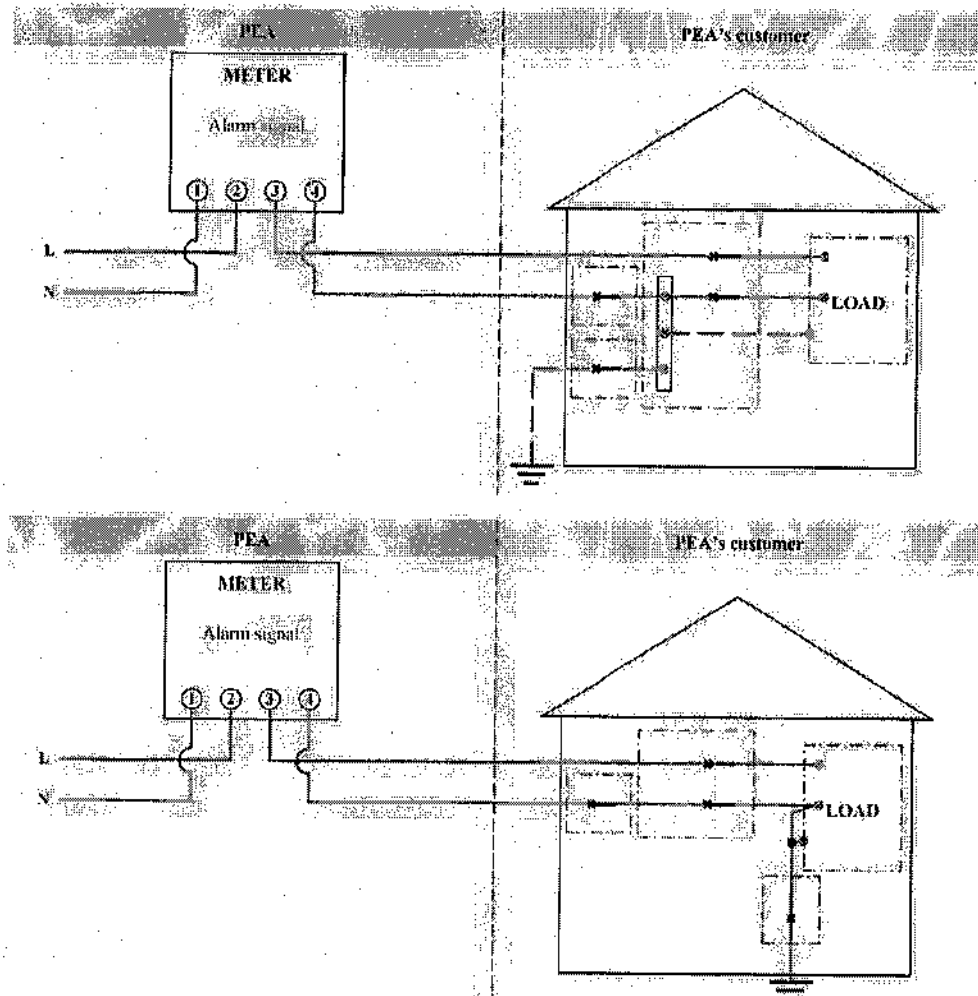 PEA
PEA's customer
METER
Alarm signal
1 2 3 4
L
N
LOAD
PEA
PEA's customer
METER
Alarm signal
1 2 3 4
L
N
LOAD